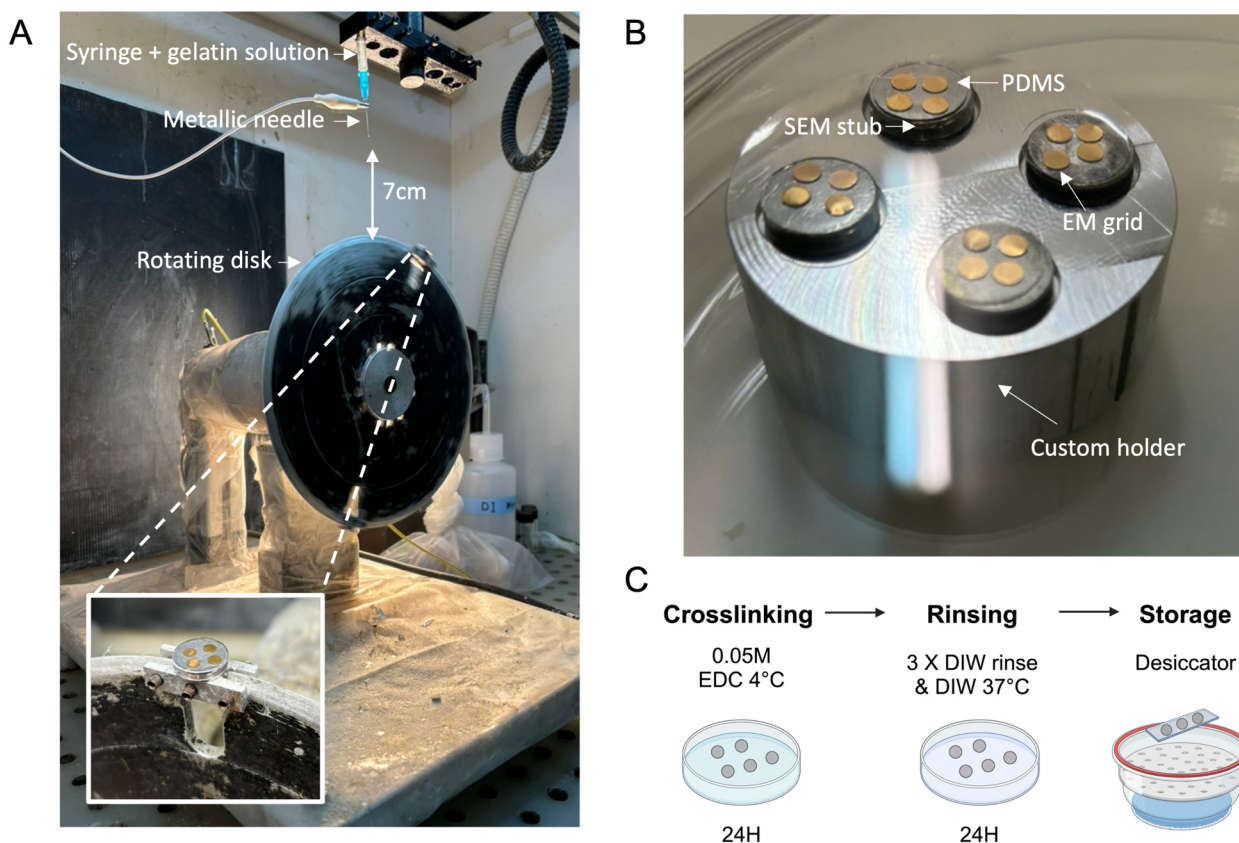 A
Syringe + gelatin solution
Metallic needle
7cm
Rotating disk
DI
B
PDMS
SEM stub
EM grid
Custom holder
C
Crosslinking
Rinsing
Storage
0.05M
EDC 4°C
3 X DIW rinse
& DIW 37°C
Desiccator
24H
24H